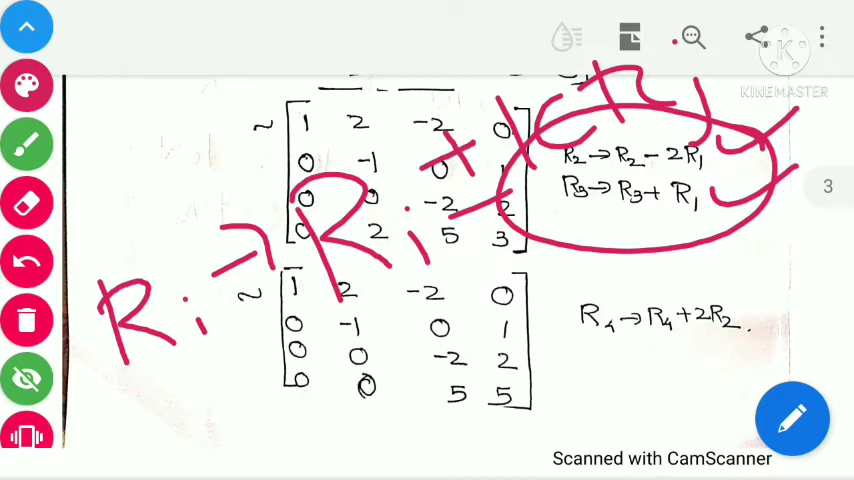 KINEMASTER
~ [ 1 2 -2 0
0 -1 0 1
0 0 -2 2
0 2 5 3 ]
R₂ → R₂ - 2R₁
R₃ → R₃ + R₁
3
Ri → Ri
~ [ 1 2 -2 0
0 -1 0 1
0 0 -2 2
0 0 5 5 ]
R₄ → R₄ + 2R₂.
Scanned with CamScanner